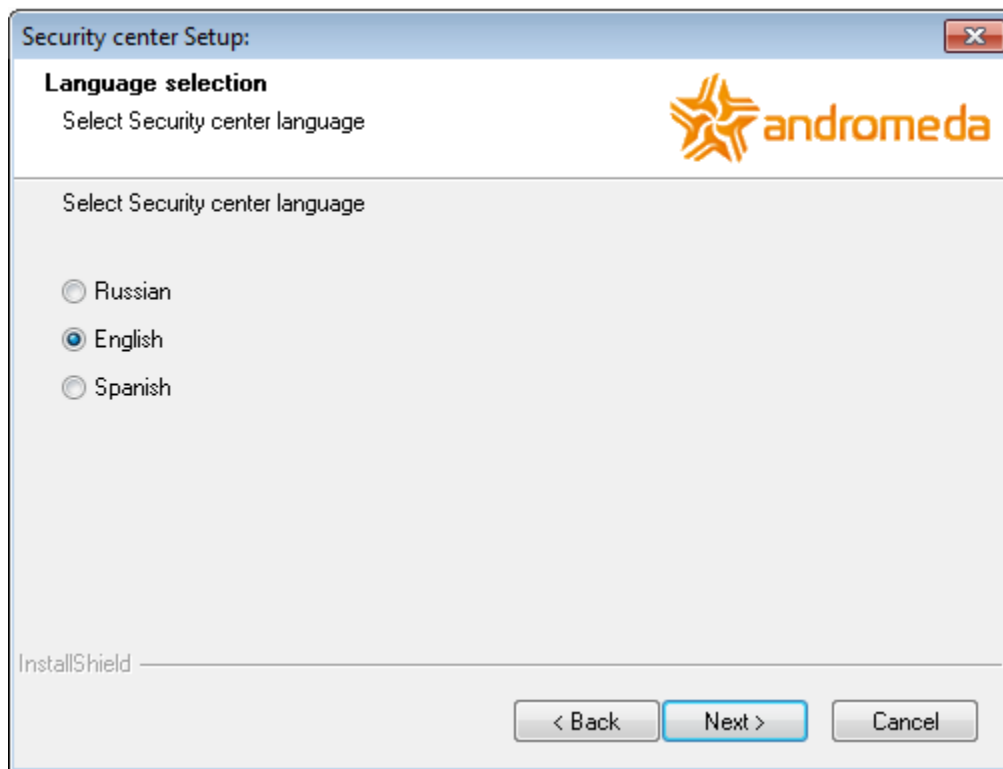 Security center Setup:
Language selection
Select Security center language
andromeda
Select Security center language
Russian
English
Spanish
InstallShield
< Back
Next >
Cancel